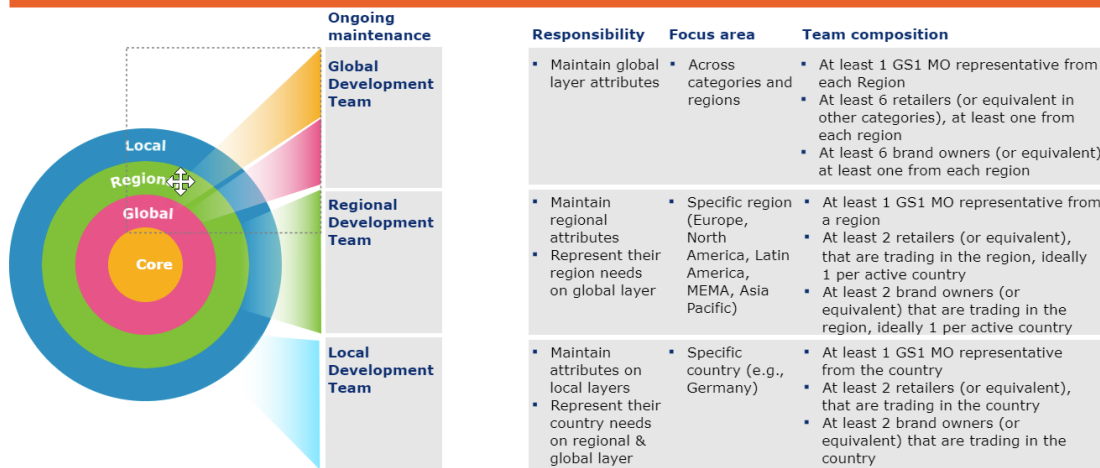 Ongoing
maintenance
Responsibility
Focus area
Team composition
Local
Region
Global
Core
Global
Development
Team
▪ Maintain global
layer attributes
▪ Across
categories and
regions
▪ At least 1 GS1 MO representative from
each Region
▪ At least 6 retailers (or equivalent in
other categories), at least one from
each region
▪ At least 6 brand owners (or equivalent)
at least one from each region
Regional
Development
Team
▪ Maintain
regional
attributes
▪ Represent their
region needs
on global layer
▪ Specific region
(Europe,
North
America, Latin
America,
MEMA, Asia
Pacific)
▪ At least 1 GS1 MO representative from
a region
▪ At least 2 retailers (or equivalent),
that are trading in the region, ideally
1 per active country
▪ At least 2 brand owners (or
equivalent) that are trading in the
region, ideally 1 per active country
Local
Development
Team
▪ Maintain
attributes on
local layers
▪ Represent their
country needs
on regional &
global layer
▪ Specific
country (e.g.,
Germany)
▪ At least 1 GS1 MO representative
from the country
▪ At least 2 retailers (or equivalent),
that are trading in the country
▪ At least 2 brand owners (or
equivalent) that are trading in the
country